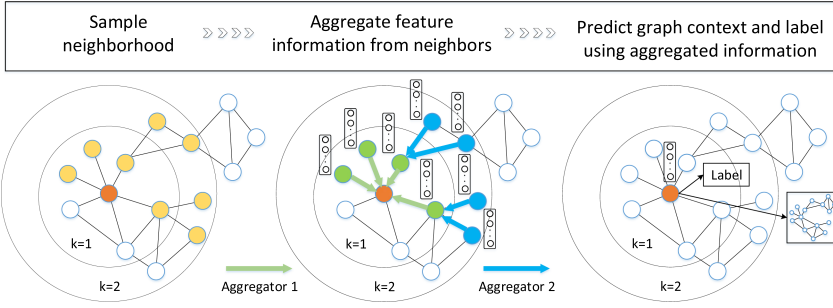 Sample
neighborhood
Aggregate feature
information from neighbors
Predict graph context and label
using aggregated information
k=1
k=2
Aggregator 1
k=1
k=2
Aggregator 2
Label
k=1
k=2